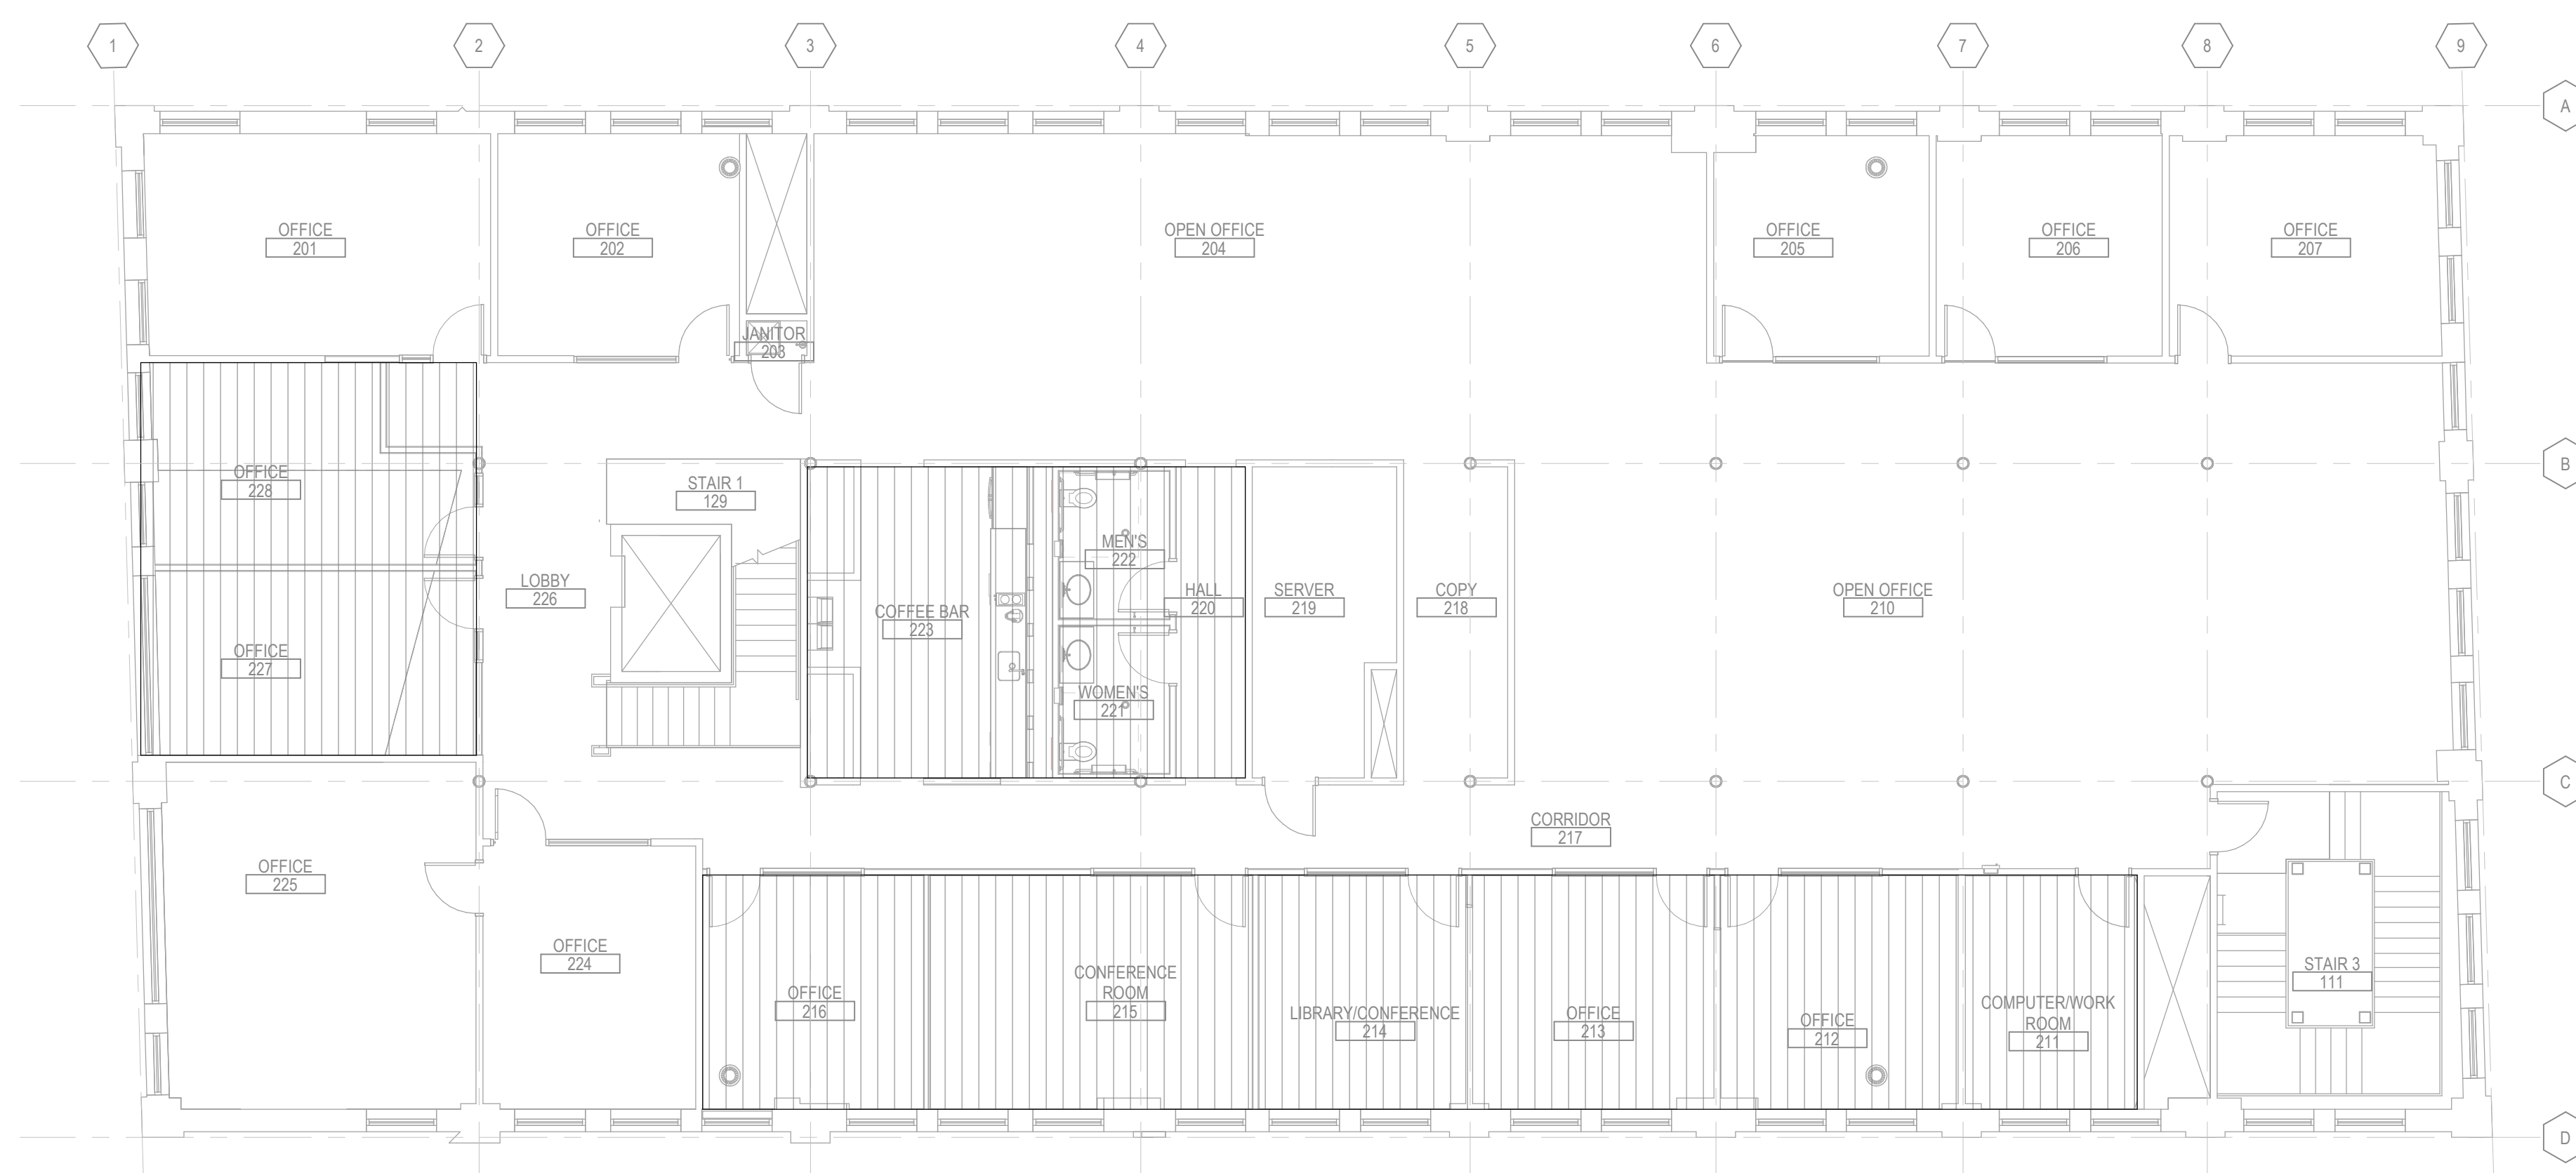 1
2
3
4
5
6
7
8
9
A
OFFICE
201
OFFICE
202
OPEN OFFICE
204
OFFICE
205
OFFICE
206
OFFICE
207
JANITOR
203
B
OFFICE
228
STAIR 1
129
MEN'S
222
LOBBY
226
HALL
220
SERVER
219
COPY
218
OPEN OFFICE
210
COFFEE BAR
223
OFFICE
227
WOMEN'S
221
C
CORRIDOR
217
OFFICE
225
OFFICE
224
STAIR 3
111
CONFERENCE
ROOM
215
OFFICE
216
LIBRARY/CONFERENCE
214
OFFICE
213
OFFICE
212
COMPUTER/WORK
ROOM
211
D